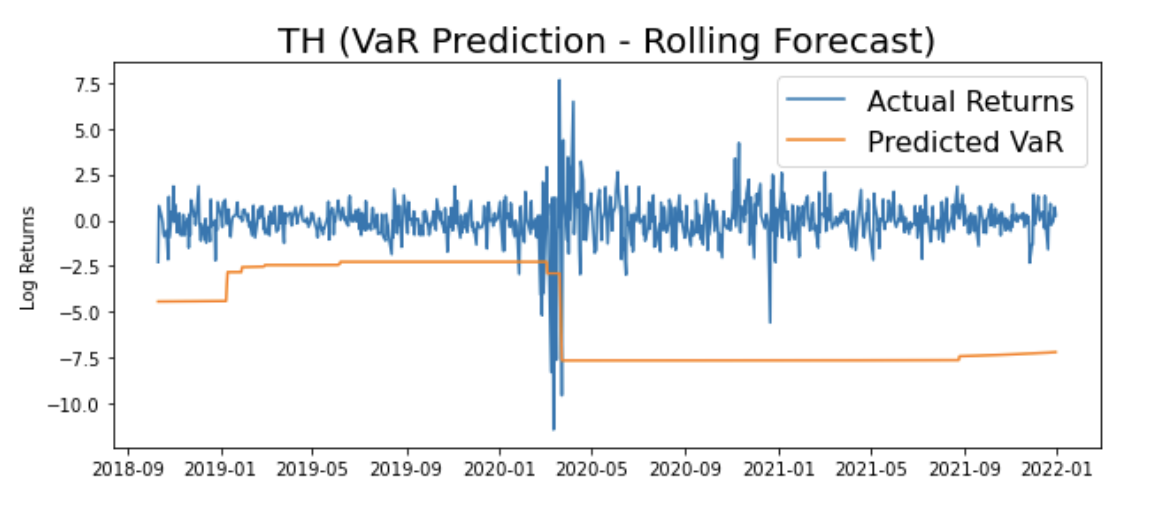 TH (VaR Prediction - Rolling Forecast)
Actual Returns
Predicted VaR
Log Returns
7.5
5.0
2.5
0.0
−2.5
−5.0
−7.5
−10.0
2018-09 2019-01 2019-05 2019-09 2020-01 2020-05 2020-09 2021-01 2021-05 2021-09 2022-01